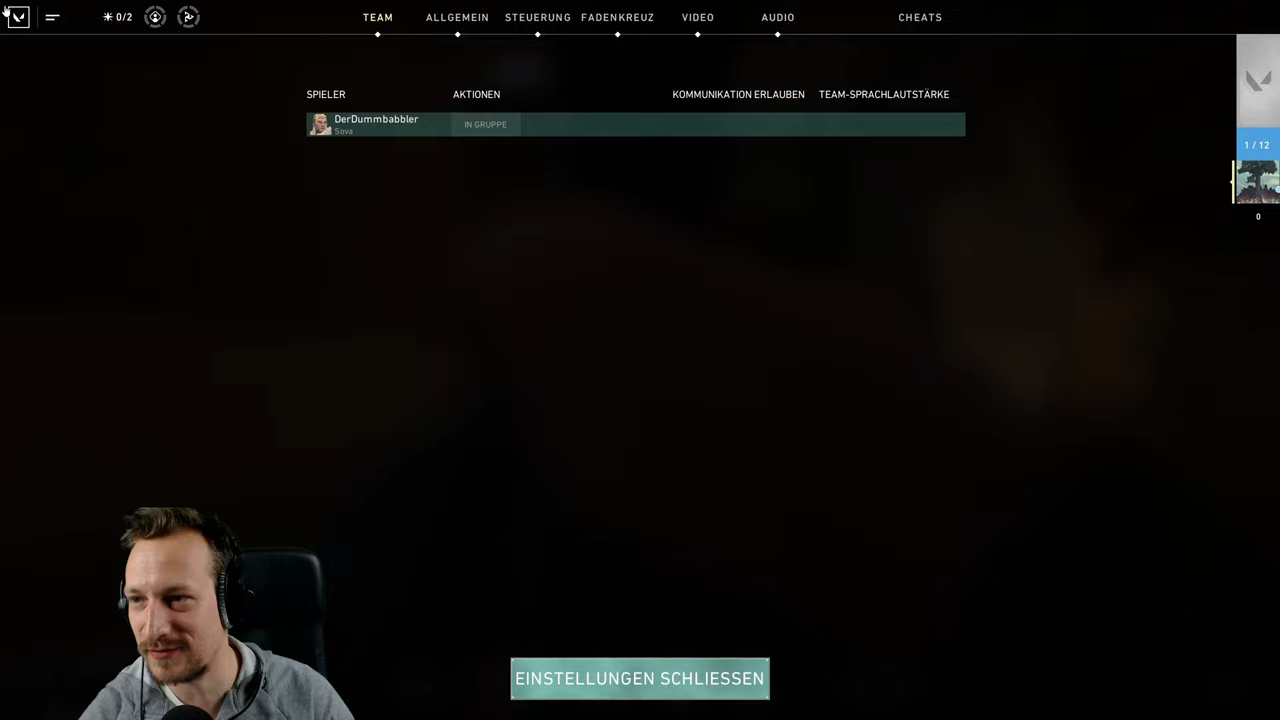 0/2
TEAM ALLGEMEIN STEUERUNG FADENKREUZ VIDEO AUDIO CHEATS
SPIELER AKTIONEN KOMMUNIKATION ERLAUBEN TEAM-SPRACHLAUTSTÄRKE
DerDummbabbler
Sova
IN GRUPPE
1 / 12
0
EINSTELLUNGEN SCHLIESSEN